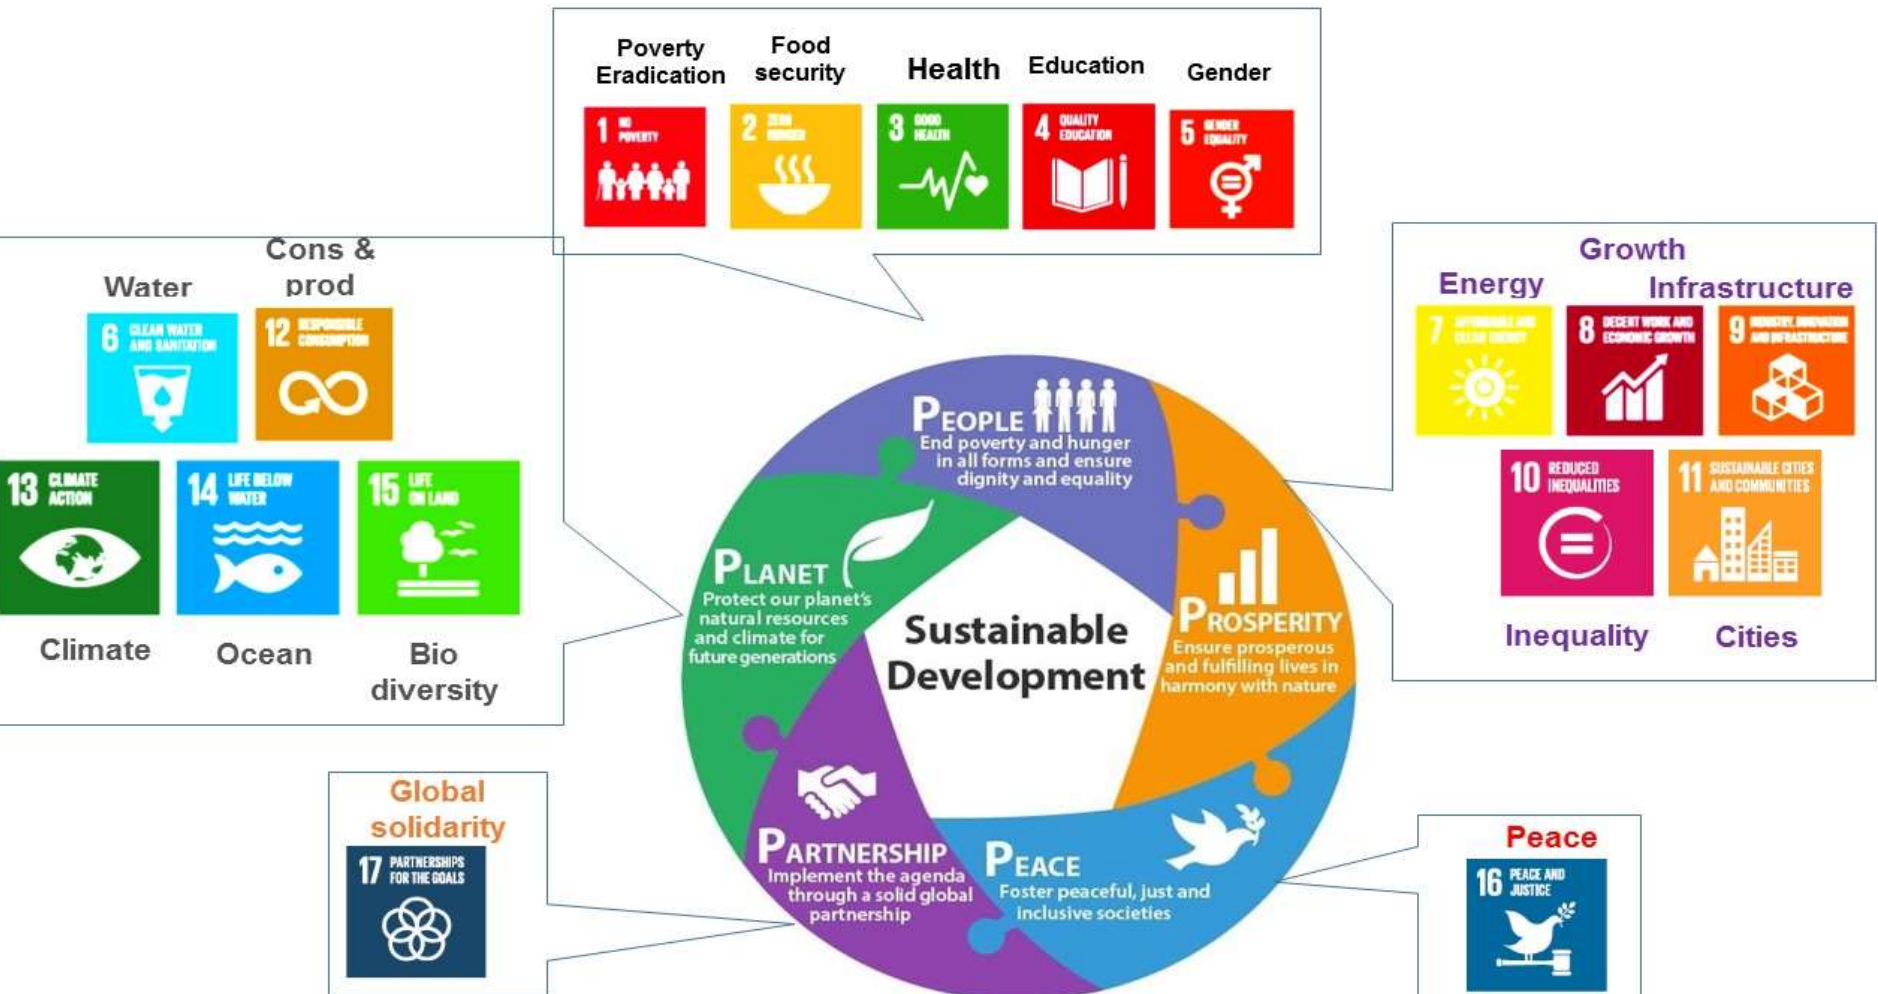 Poverty
Eradication
Food
security
Health
Education
Gender
1 NO
POVERTY
2 ZERO
HUNGER
3 GOOD
HEALTH
4 QUALITY
EDUCATION
5 GENDER
EQUALITY
Water
Cons &
prod
6 CLEAN WATER
AND SANITATION
12 RESPONSIBLE
CONSUMPTION
13 CLIMATE
ACTION
14 LIFE BELOW
WATER
15 LIFE
ON LAND
Climate
Ocean
Bio
diversity
Growth
Energy
Infrastructure
7 AFFORDABLE AND
CLEAN ENERGY
8 DECENT WORK AND
ECONOMIC GROWTH
9 INDUSTRY, INNOVATION
AND INFRASTRUCTURE
10 REDUCED
INEQUALITIES
11 SUSTAINABLE CITIES
AND COMMUNITIES
Inequality
Cities
PEOPLE
End poverty and hunger
in all forms and ensure
dignity and equality
PLANET
Protect our planet's
natural resources
and climate for
future generations
Sustainable
Development
PROSPERITY
Ensure prosperous
and fulfilling lives in
harmony with nature
PARTNERSHIP
Implement the agenda
through a solid global
partnership
PEACE
Foster peaceful, just and
inclusive societies
Global
solidarity
17 PARTNERSHIPS
FOR THE GOALS
Peace
16 PEACE AND
JUSTICE